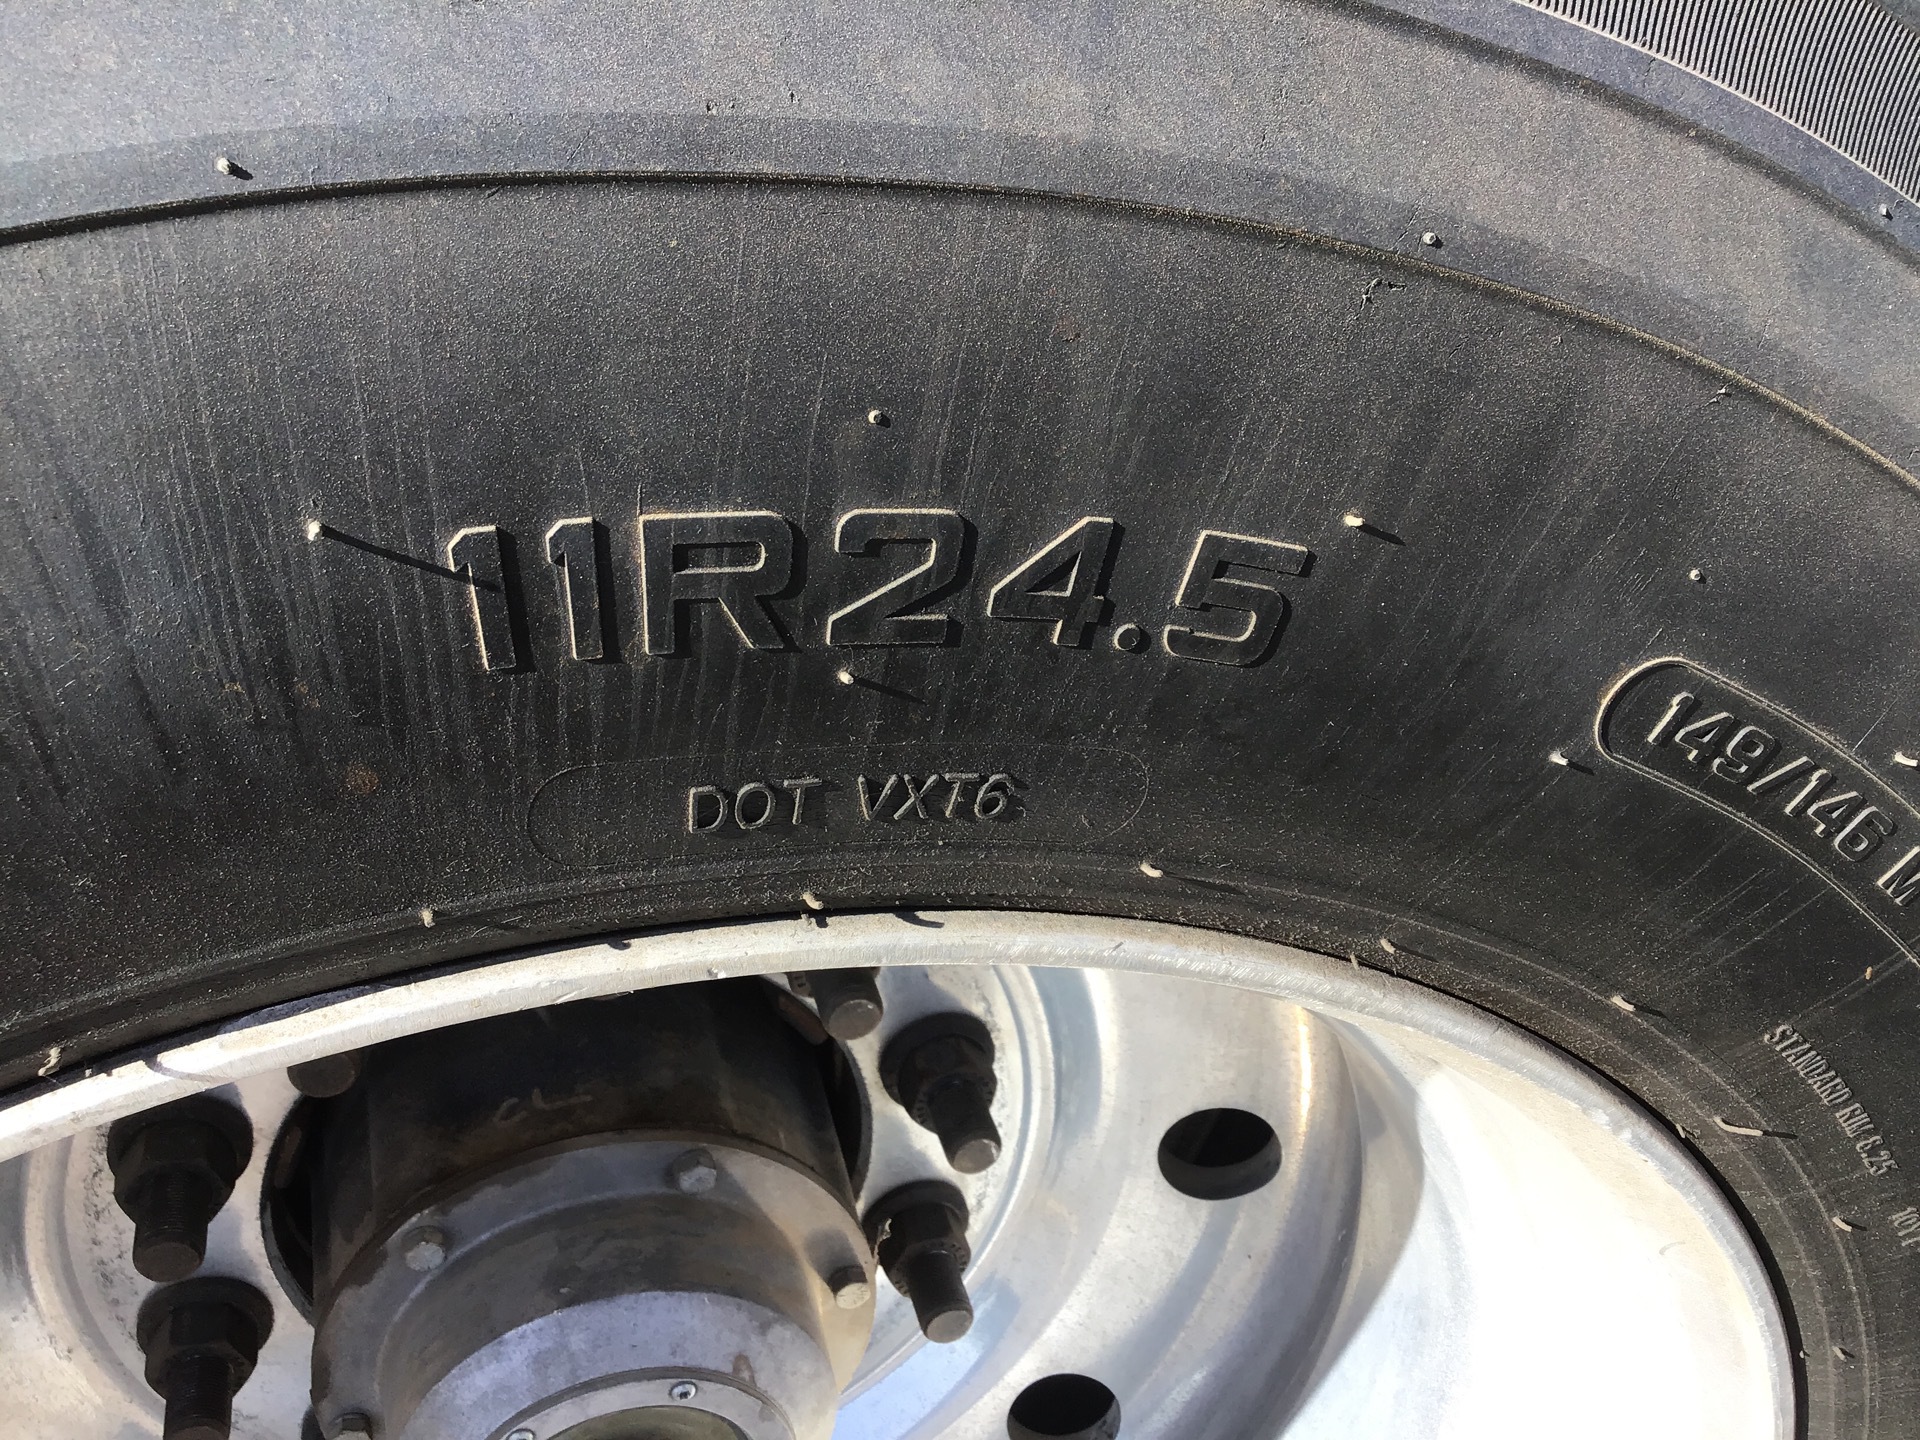 11R24.5
DOT VXT6
149/146 M
STANDARD RIM 8.25